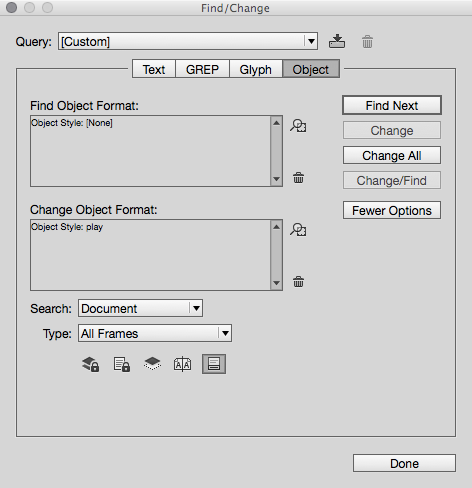 Find/Change
Query: [Custom]
Text GREP Glyph Object
Find Object Format:
Object Style: [None]
Find Next
Change
Change All
Change/Find
Change Object Format:
Object Style: play
Fewer Options
Search: Document
Type: All Frames
A A
Done